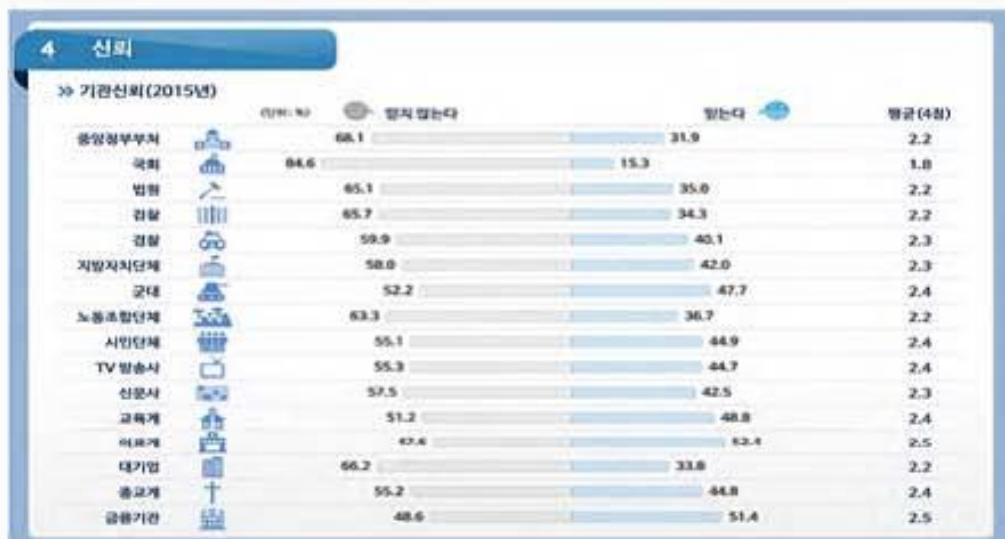 4 신뢰
>> 기관신뢰(2015년)
(단위: %) 믿지 않는다 믿는다 평균(4점)
중앙정부부처 68.1 31.9 2.2
국회 84.6 15.3 1.8
법원 65.1 35.0 2.2
검찰 65.7 34.3 2.2
경찰 59.9 40.1 2.3
지방자치단체 58.0 42.0 2.3
군대 52.2 47.7 2.4
노동조합단체 63.3 36.7 2.2
시민단체 55.1 44.9 2.4
TV 방송사 55.3 44.7 2.4
신문사 57.5 42.5 2.3
교육계 51.2 48.8 2.4
의료계 47.6 52.4 2.5
대기업 66.2 33.8 2.2
종교계 55.2 44.8 2.4
금융기관 48.6 51.4 2.5